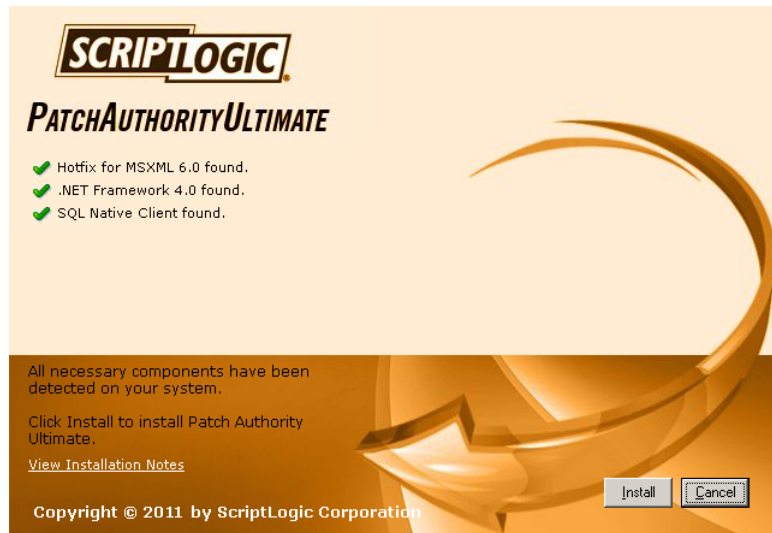 SCRIPTLOGIC
PATCHAUTHORITYULTIMATE
Hotfix for MSXML 6.0 found.
.NET Framework 4.0 found.
SQL Native Client found.
All necessary components have been
detected on your system.
Click Install to install Patch Authority
Ultimate.
View Installation Notes
Install
Cancel
Copyright © 2011 by ScriptLogic Corporation